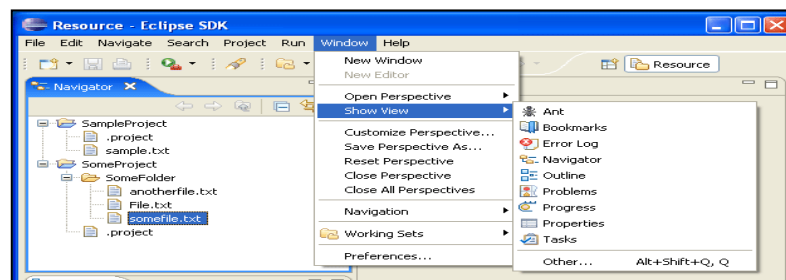 Resource - Eclipse SDK
File Edit Navigate Search Project Run Window Help
Resource
Navigator
SampleProject
.project
sample.txt
SomeProject
SomeFolder
anotherfile.txt
File.txt
somefile.txt
.project
New Window
New Editor
Open Perspective
Show View
Customize Perspective...
Save Perspective As...
Reset Perspective
Close Perspective
Close All Perspectives
Navigation
Working Sets
Preferences...
Ant
Bookmarks
Error Log
Navigator
Outline
Problems
Progress
Properties
Tasks
Other... Alt+Shift+Q, Q